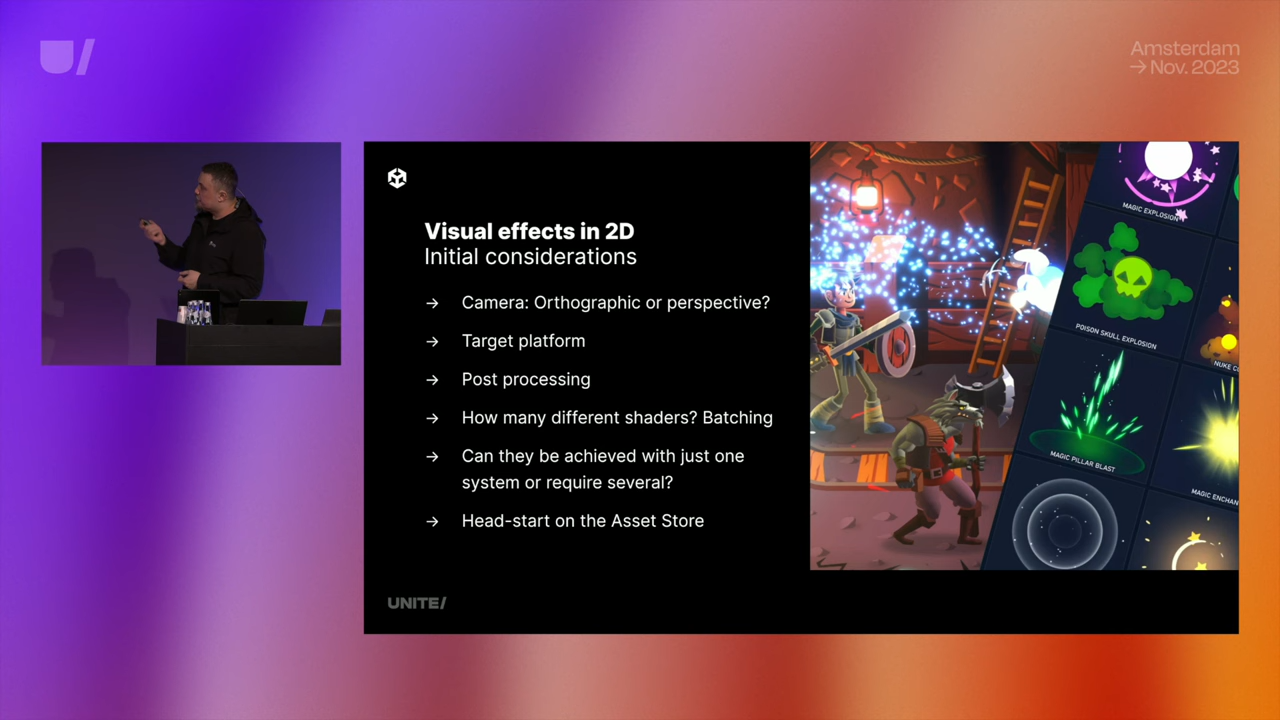 Amsterdam
→ Nov. 2023
Visual effects in 2D
Initial considerations
→ Camera: Orthographic or perspective?
→ Target platform
→ Post processing
→ How many different shaders? Batching
→ Can they be achieved with just one
system or require several?
→ Head-start on the Asset Store
UNITE/
MAGIC EXPLOSION
POISON SKULL EXPLOSION
NUKE
MAGIC PILLAR BLAST
MAGIC ENCHAN